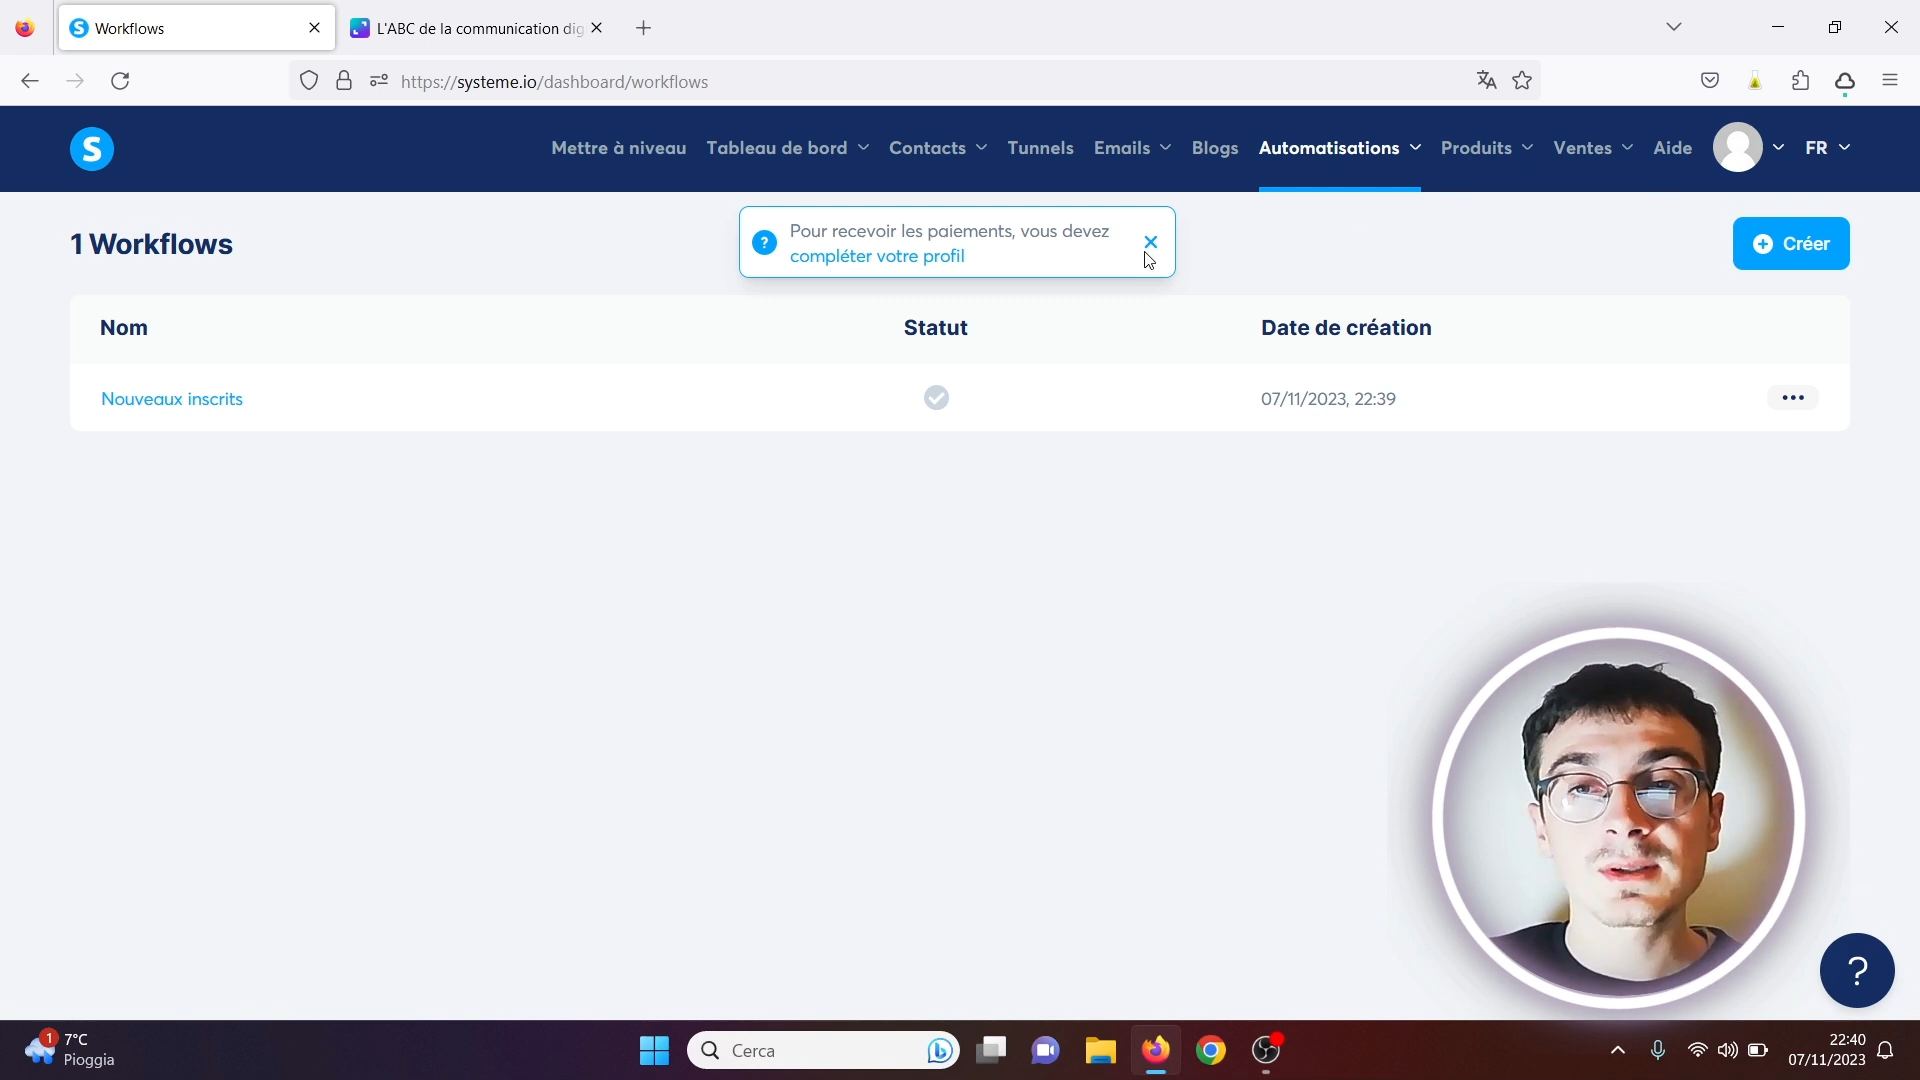 Workflows
L'ABC de la communication dig
https://systeme.io/dashboard/workflows
S
Mettre à niveau
Tableau de bord
Contacts
Tunnels
Emails
Blogs
Automatisations
Produits
Ventes
Aide
FR
1 Workflows
? Pour recevoir les paiements, vous devez
compléter votre profil
Créer
Nom
Statut
Date de création
Nouveaux inscrits
07/11/2023, 22:39
?
1
7°C
Pioggia
Cerca
22:40
07/11/2023